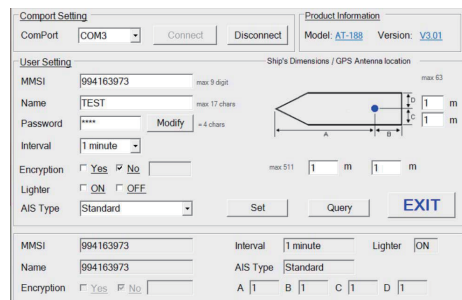 Comport Setting
Product Information
ComPort COM3 Connect Disconnect
Model: AT-188 Version: V3.01
User Setting
Ship's Dimensions / GPS Antenna location
MMSI 994163973 max 9 digit
max 63
Name TEST max 17 chars
D 1 m
Password **** Modify = 4 chars
C 1 m
A B
Interval 1 minute
Encryption Yes No
max 511 1 m 1 m
Lighter ON OFF
AIS Type Standard Set Query EXIT
MMSI 994163973 Interval 1 minute Lighter ON
Name 994163973 AIS Type Standard
Encryption Yes No A 1 B 1 C 1 D 1